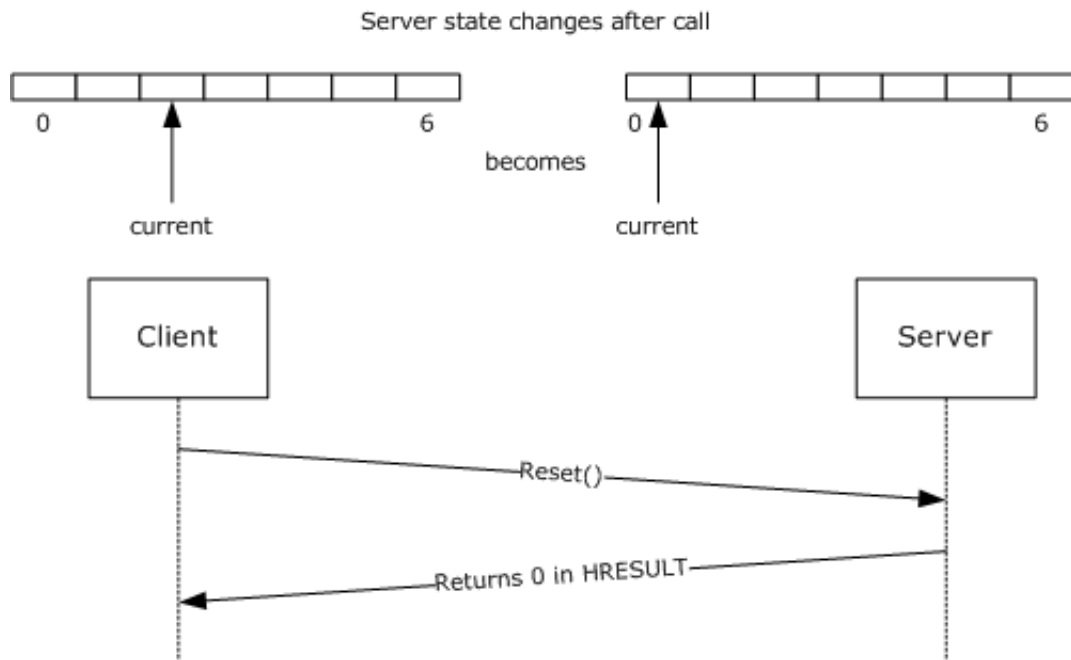 Server state changes after call
0 6 0 6
becomes
current current
Client Server
Reset()
Returns 0 in HRESULT